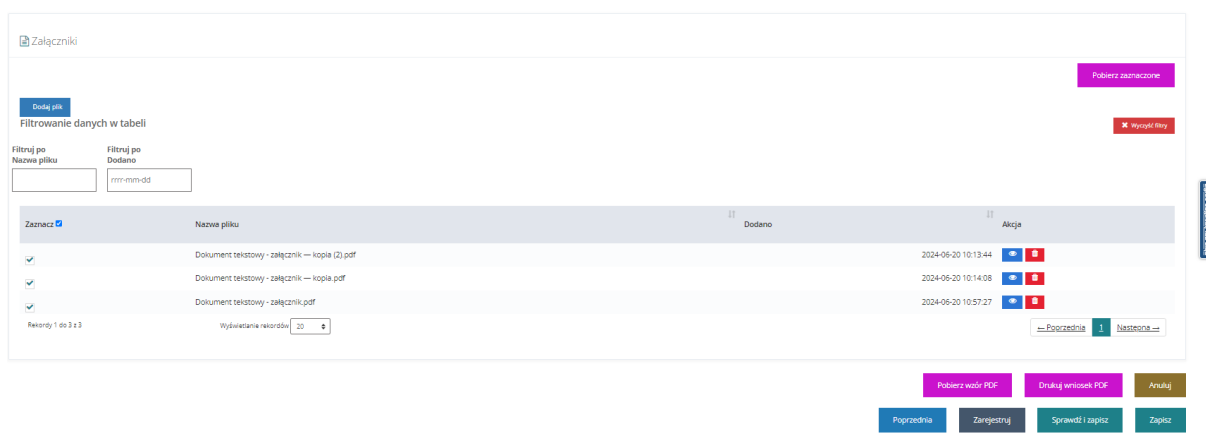 Załączniki
Pobierz zaznaczone
Dodaj plik
Filtrowanie danych w tabeli
Wyczyść filtry
Filtruj po Nazwa pliku
Filtruj po Dodano
rrrr-mm-dd
Zaznacz Nazwa pliku Dodano Akcja
Dokument tekstowy - załącznik — kopia (2).pdf 2024-06-20 10:13:44
Dokument tekstowy - załącznik — kopia.pdf 2024-06-20 10:14:08
Dokument tekstowy - załącznik.pdf 2024-06-20 10:57:27
Rekordy 1 do 3 z 3 Wyświetlanie rekordów 20 ← Poprzednia 1 Następna →
Pobierz wzór PDF Drukuj wniosek PDF Anuluj
Poprzednia Zarejestruj Sprawdź i zapisz Zapisz